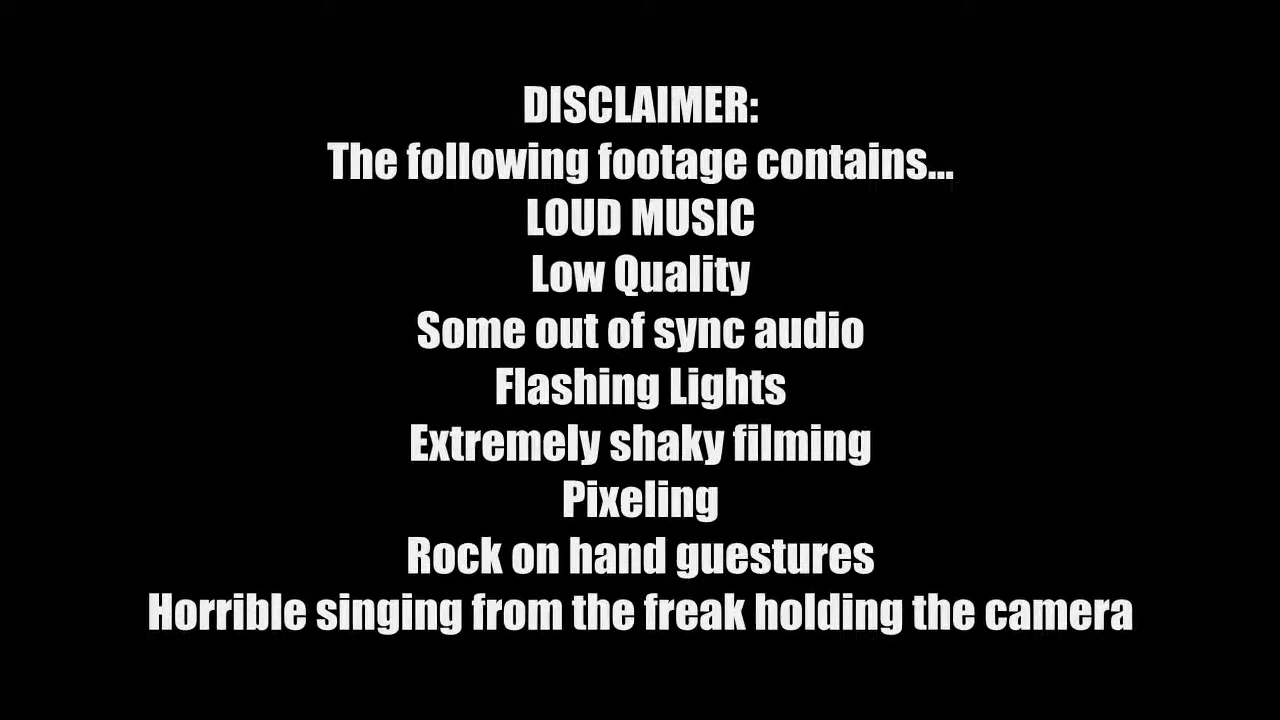 DISCLAIMER:
The following footage contains...
LOUD MUSIC
Low Quality
Some out of sync audio
Flashing Lights
Extremely shaky filming
Pixeling
Rock on hand guestures
Horrible singing from the freak holding the camera